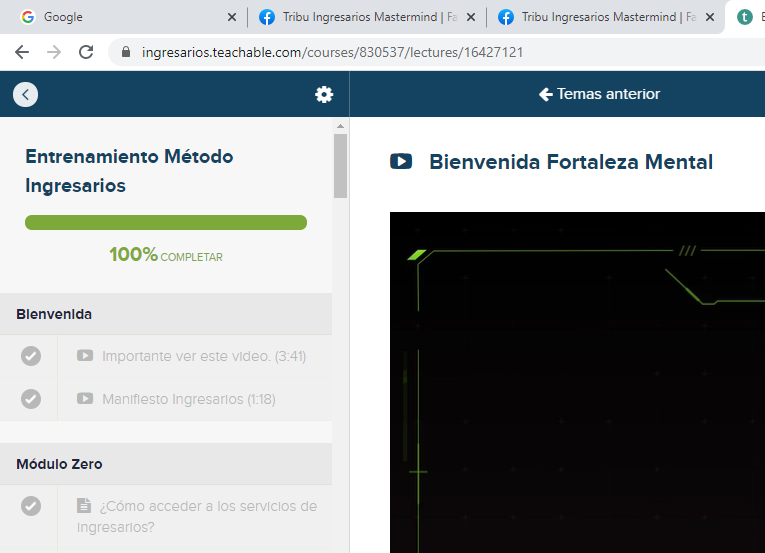 Google
Tribu Ingresarios Mastermind | Fa
Tribu Ingresarios Mastermind | Fa
ingresarios.teachable.com/courses/830537/lectures/16427121
Temas anterior
Entrenamiento Método
Ingresarios
100% COMPLETAR
Bienvenida
Importante ver este video. (3:41)
Manifiesto Ingresarios (1:18)
Módulo Zero
¿Cómo acceder a los servicios de
Ingresarios?
Bienvenida Fortaleza Mental